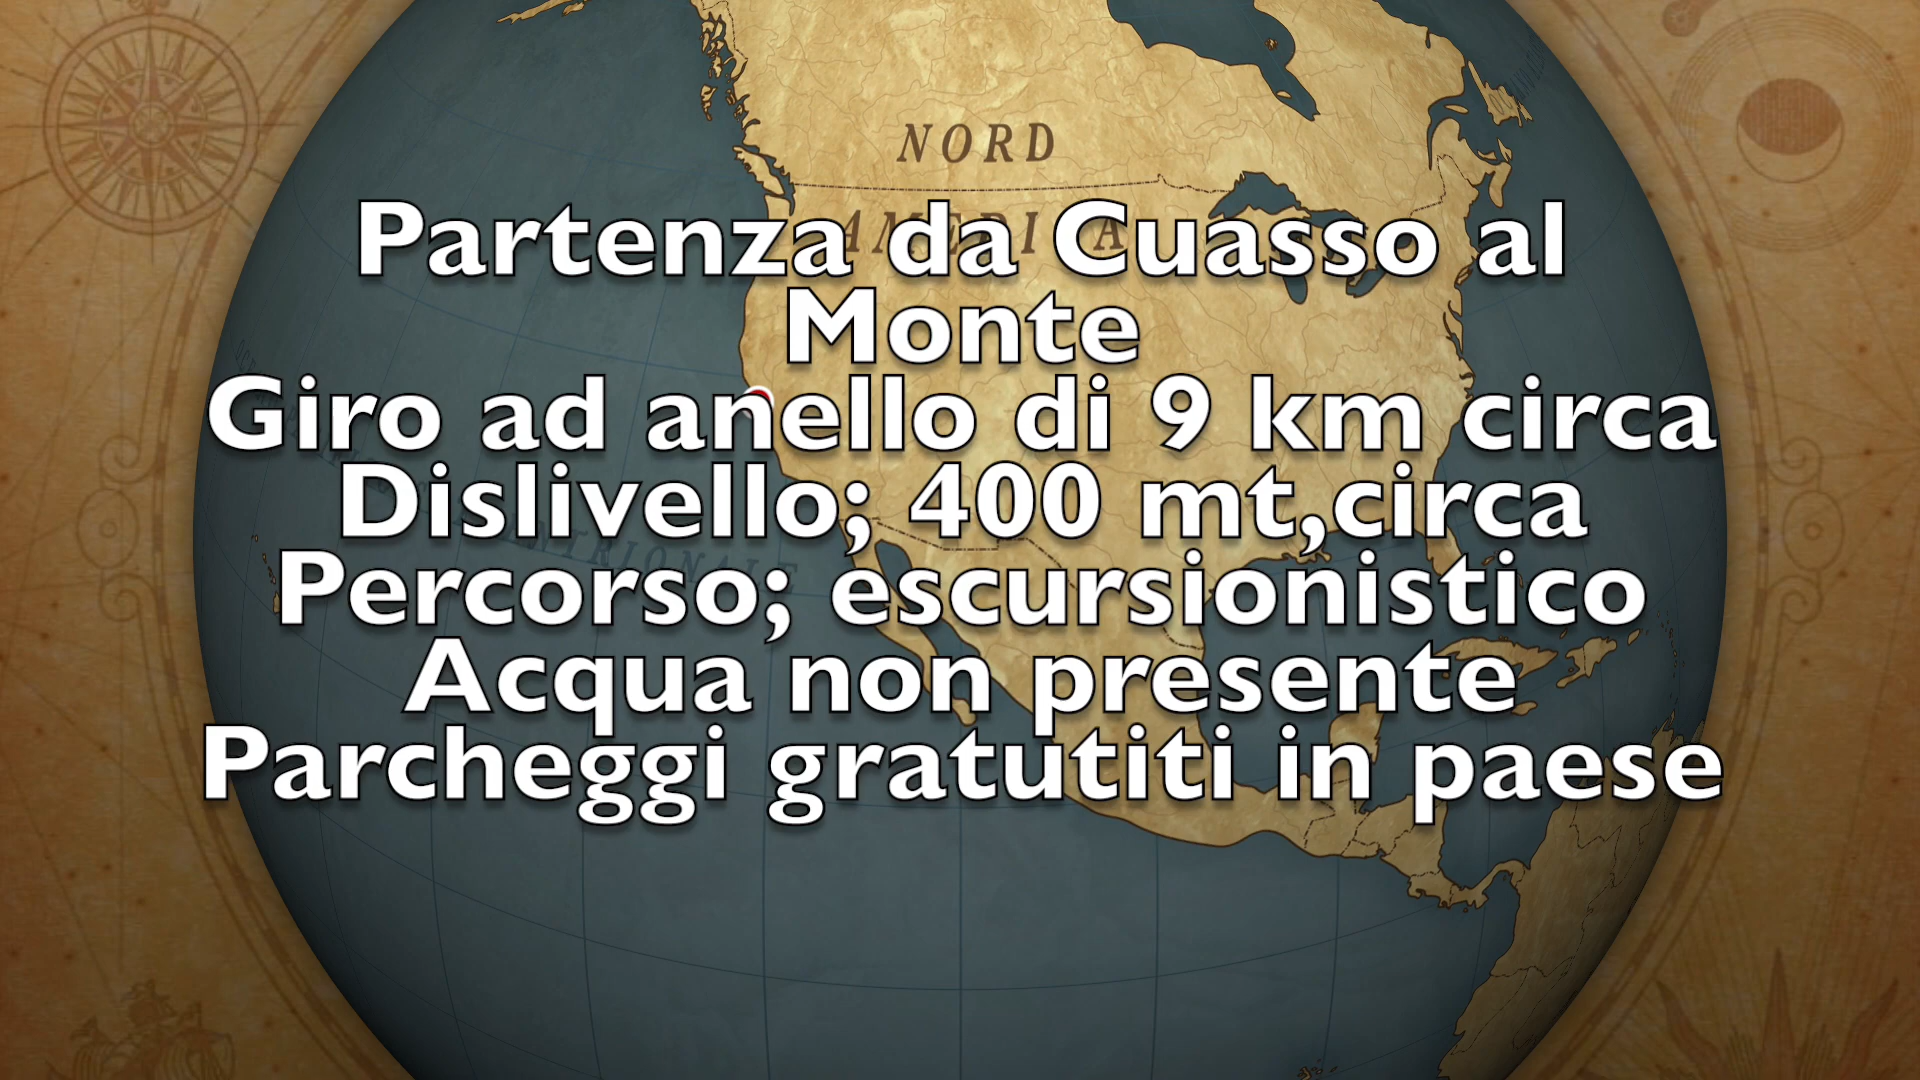 NORD
AMERICA
Partenza da Cuasso al
Monte
Giro ad anello di 9 km circa
Dislivello; 400 mt,circa
Percorso; escursionistico
Acqua non presente
Parcheggi gratutiti in paese